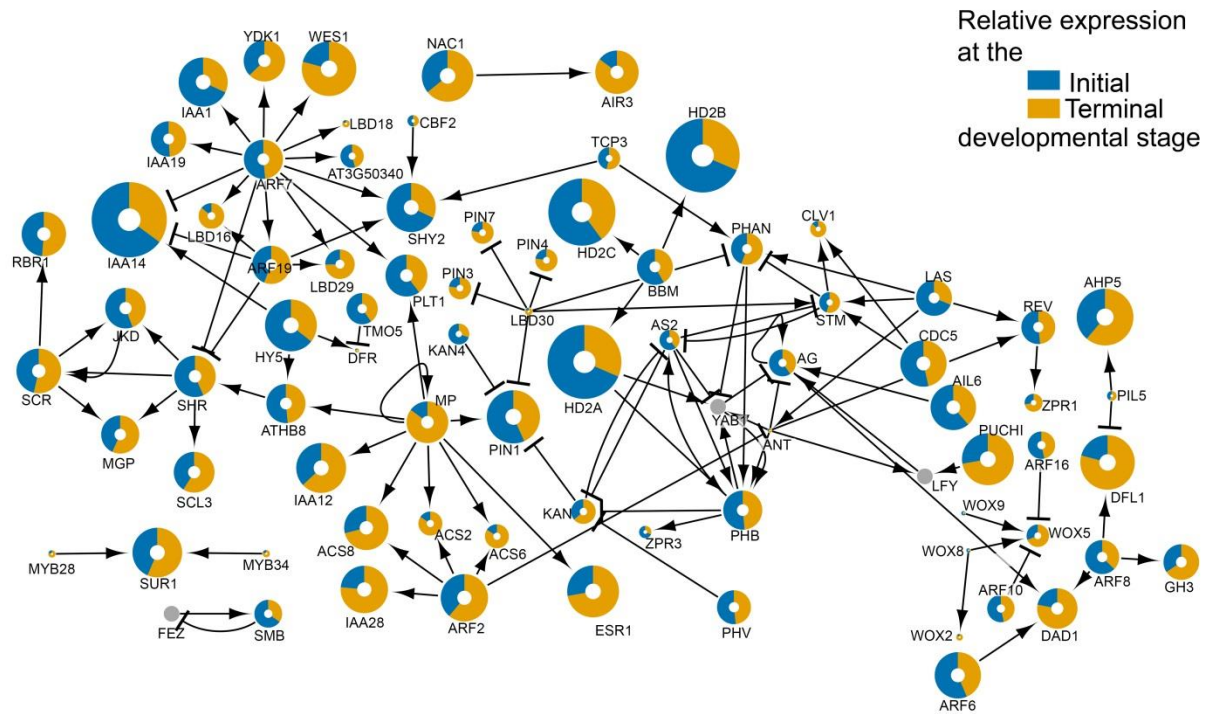 Relative expression
at the
Initial
Terminal
developmental stage
YDK1
WES1
NAC1
AIR3
IAA1
LBD18
CBF2
TCP3
HD2B
IAA19
ARF7
AT3G50340
HD2C
PHAN
CLV1
RBR1
IAA14
LBD16
SHY2
PIN7
PIN4
ARF19
LBD29
PLT1
PIN3
BBM
LAS
REV
AHP5
JKD
HY5
TMO5
DFR
KAN4
LBD30
AS2
STM
CDC5
SCR
SHR
ATHB8
MP
PIN1
HD2A
YAB1
AG
AIL6
ZPR1
PIL5
ANT
PUCHI
ARF16
MGP
SCL3
IAA12
LFY
DFL1
ACS8
ACS2
ACS6
KAN
ZPR3
PHB
WOX9
WOX5
MYB28
SUR1
MYB34
WOX8
ARF10
ARF8
GH3
FEZ
SMB
IAA28
ARF2
ESR1
PHV
WOX2
DAD1
ARF6